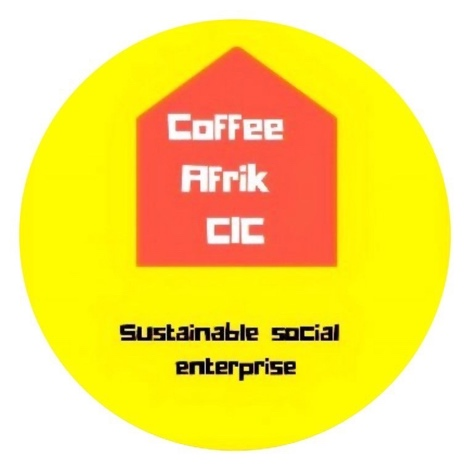 Coffee
Afrik
CIC
Sustainable social
enterprise